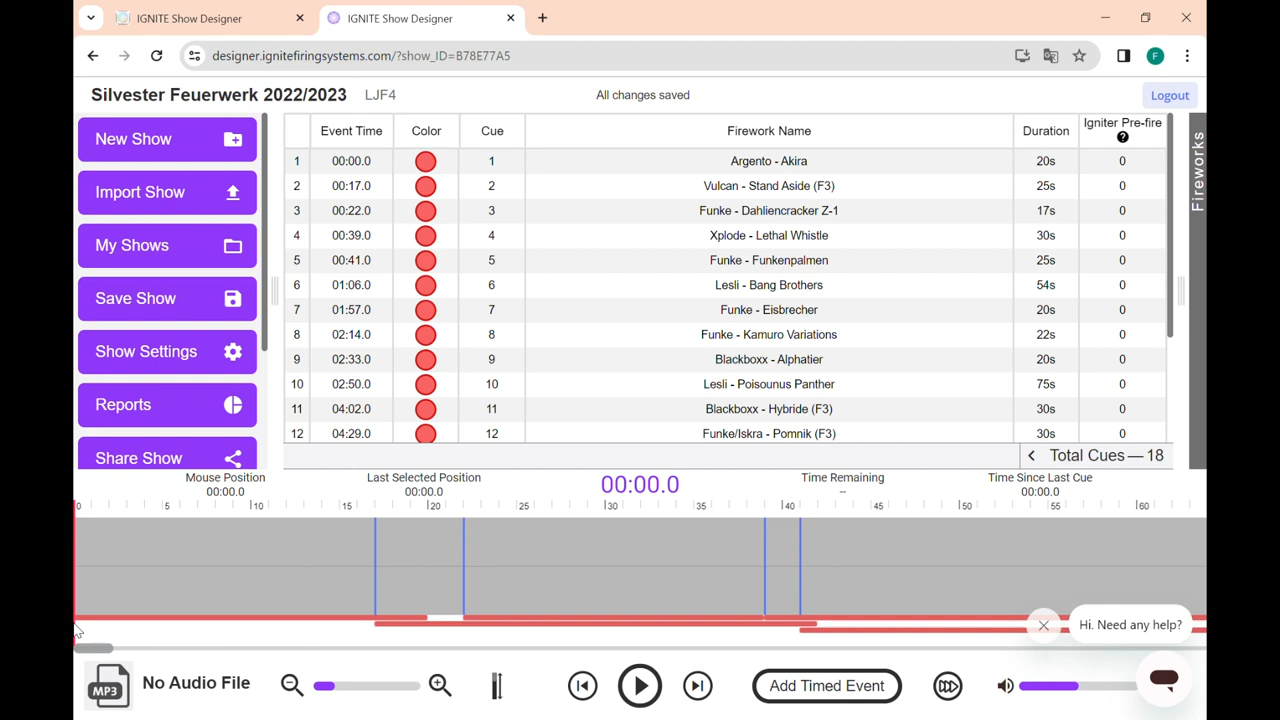 IGNITE Show Designer
IGNITE Show Designer
designer.ignitefiringsystems.com/?show_ID=B78E77A5
F
Silvester Feuerwerk 2022/2023 LJF4
All changes saved
Logout
New Show
Import Show
My Shows
Save Show
Show Settings
Reports
Share Show
Event Time Color Cue Firework Name Duration Igniter Pre-fire ?
1 00:00.0 1 Argento - Akira 20s 0
2 00:17.0 2 Vulcan - Stand Aside (F3) 25s 0
3 00:22.0 3 Funke - Dahliencracker Z-1 17s 0
4 00:39.0 4 Xplode - Lethal Whistle 30s 0
5 00:41.0 5 Funke - Funkenpalmen 25s 0
6 01:06.0 6 Lesli - Bang Brothers 54s 0
7 01:57.0 7 Funke - Eisbrecher 20s 0
8 02:14.0 8 Funke - Kamuro Variations 22s 0
9 02:33.0 9 Blackboxx - Alphatier 20s 0
10 02:50.0 10 Lesli - Poisounus Panther 75s 0
11 04:02.0 11 Blackboxx - Hybride (F3) 30s 0
12 04:29.0 12 Funke/Iskra - Pomnik (F3) 30s 0
Total Cues — 18
Fireworks
Mouse Position
00:00.0
Last Selected Position
00:00.0
00:00.0
Time Remaining
--
Time Since Last Cue
00:00.0
0 5 10 15 20 25 30 35 40 45 50 55 60
Hi. Need any help?
MP3
No Audio File
Add Timed Event